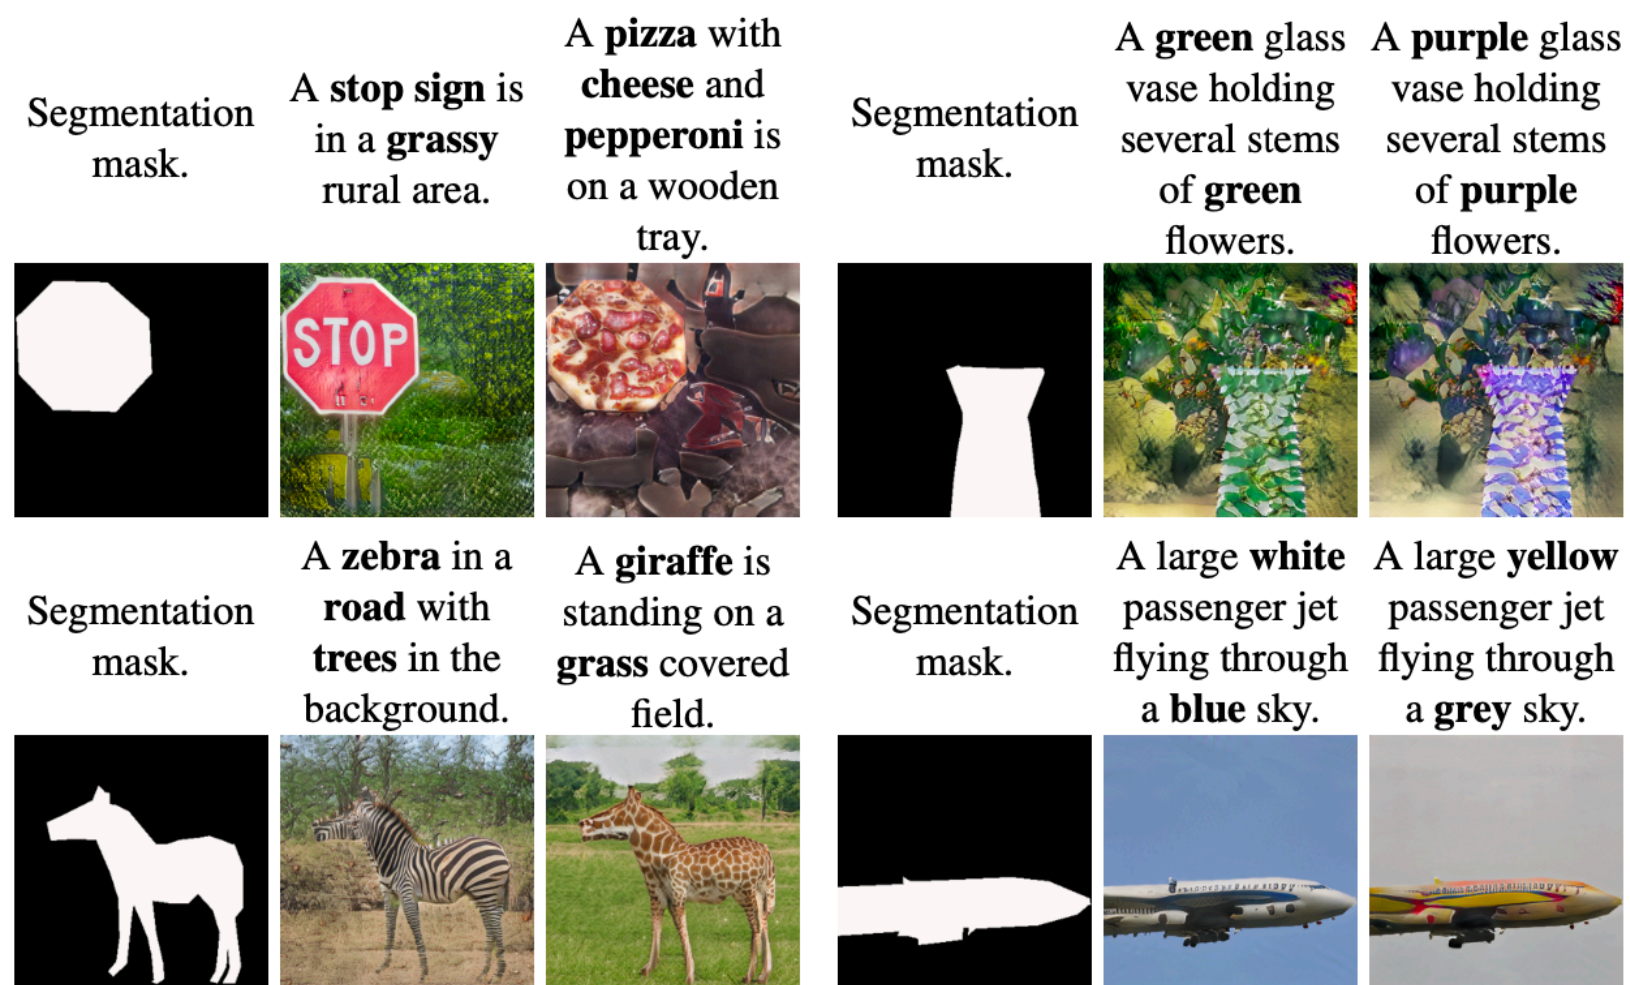 Segmentation
mask.
A stop sign is
in a grassy
rural area.
A pizza with
cheese and
pepperoni is
on a wooden
tray.
Segmentation
mask.
A green glass
vase holding
several stems
of green
flowers.
A purple glass
vase holding
several stems
of purple
flowers.
STOP
Segmentation
mask.
A zebra in a
road with
trees in the
background.
A giraffe is
standing on a
grass covered
field.
Segmentation
mask.
A large white
passenger jet
flying through
a blue sky.
A large yellow
passenger jet
flying through
a grey sky.